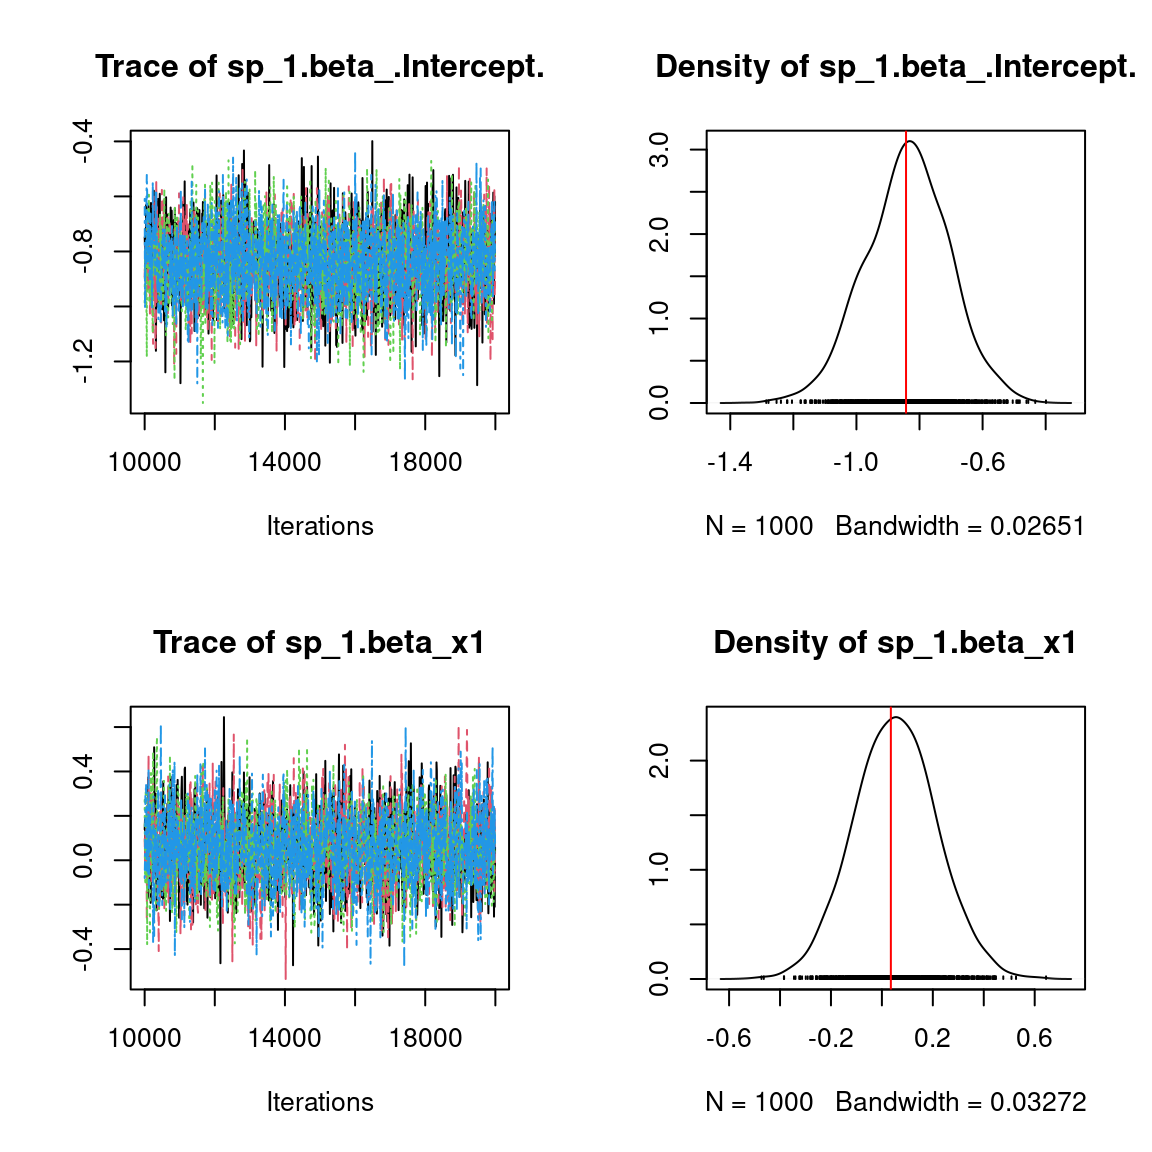 Trace of sp_1.beta_.Intercept.
-0.4
-0.8
-1.2
10000 14000 18000
Iterations
Density of sp_1.beta_.Intercept.
3.0
2.0
1.0
0.0
-1.4 -1.0 -0.6
N = 1000 Bandwidth = 0.02651
Trace of sp_1.beta_x1
0.4
0.0
-0.4
10000 14000 18000
Iterations
Density of sp_1.beta_x1
2.0
1.0
0.0
-0.6 -0.2 0.2 0.6
N = 1000 Bandwidth = 0.03272